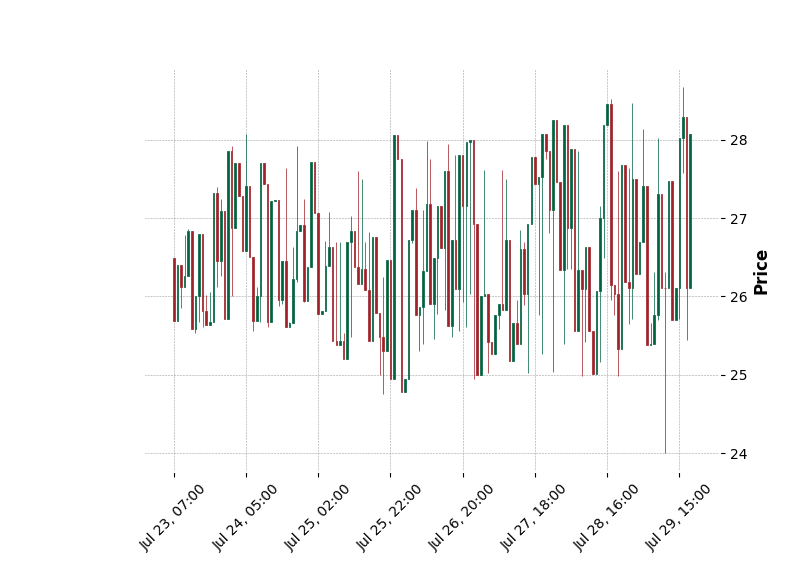 28
27
26
25
24
Price
Jul 23, 07:00
Jul 24, 05:00
Jul 25, 02:00
Jul 25, 22:00
Jul 26, 20:00
Jul 27, 18:00
Jul 28, 16:00
Jul 29, 15:00